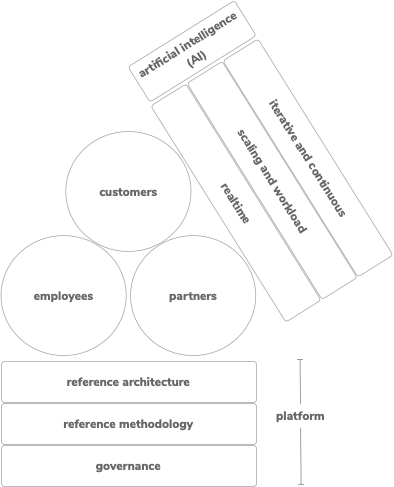 artificial intelligence
(AI)
iterative and continuous
scaling and workload
realtime
customers
employees
partners
reference architecture
reference methodology
governance
platform